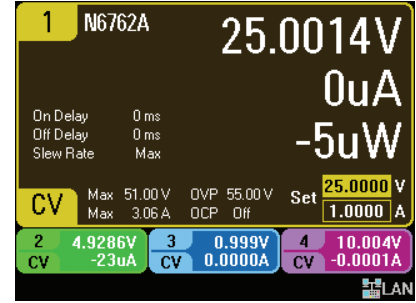 1 N6762A 25.0014V
0uA
On Delay 0 ms
Off Delay 0 ms
Slew Rate Max
-5uW
CV Max 51.00 V OVP 55.00 V Set 25.0000 V
Max 3.06 A OCP Off 1.0000 A
2 4.9286V 3 0.999V 4 10.004V
CV -23uA CV 0.0000A CV -0.0001A
LAN